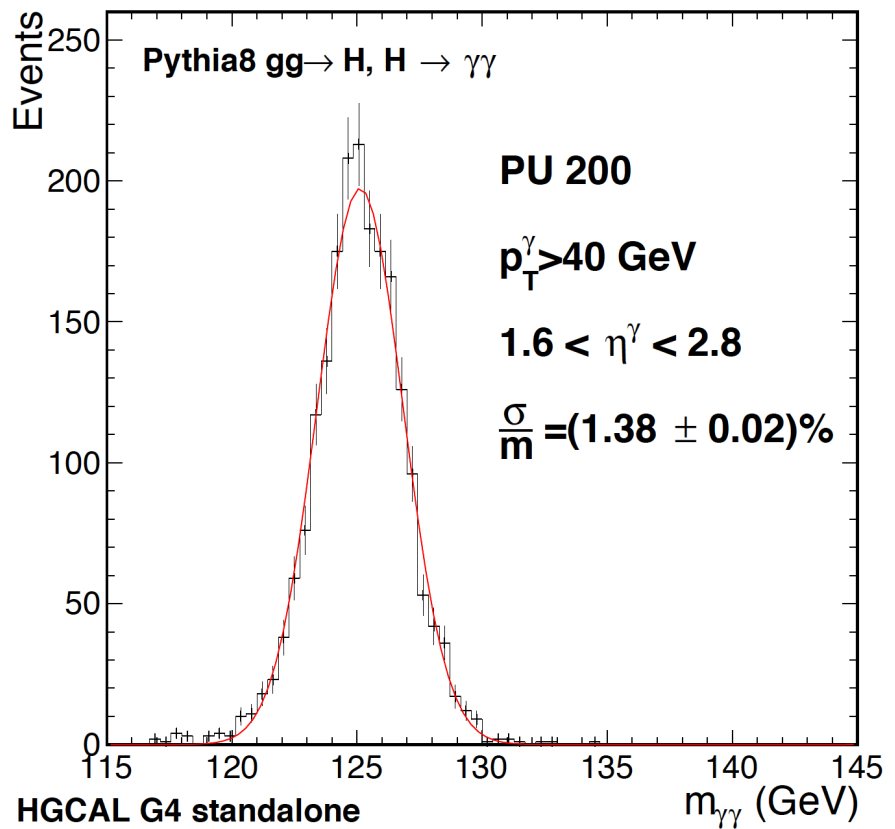 Events
250
200
150
100
50
0
Pythia8 gg→ H, H → γγ
PU 200
p_T^γ>40 GeV
1.6 < η^γ < 2.8
σ/m =(1.38 ± 0.02)%
115 120 125 130 135 140 145
m_γγ (GeV)
HGCAL G4 standalone